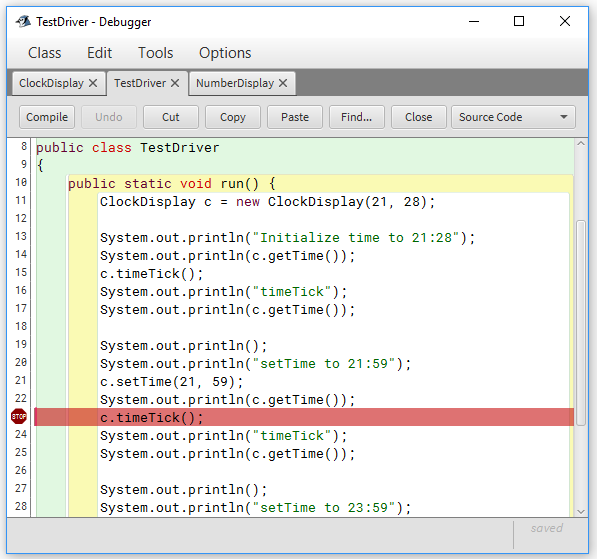 TestDriver - Debugger
Class Edit Tools Options
ClockDisplay TestDriver NumberDisplay
Compile Undo Cut Copy Paste Find... Close Source Code
8 public class TestDriver
9 {
10 public static void run() {
11 ClockDisplay c = new ClockDisplay(21, 28);
12
13 System.out.println("Initialize time to 21:28");
14 System.out.println(c.getTime());
15 c.timeTick();
16 System.out.println("timeTick");
17 System.out.println(c.getTime());
18
19 System.out.println();
20 System.out.println("setTime to 21:59");
21 c.setTime(21, 59);
22 System.out.println(c.getTime());
STOP c.timeTick();
24 System.out.println("timeTick");
25 System.out.println(c.getTime());
26
27 System.out.println();
28 System.out.println("setTime to 23:59");
saved